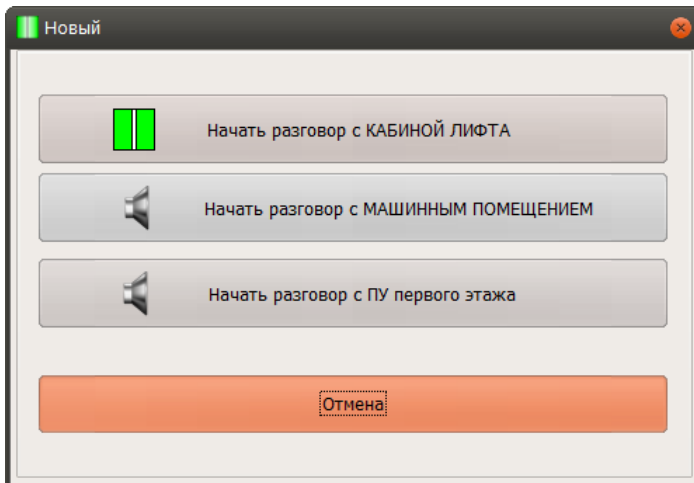 Новый
Начать разговор с КАБИНОЙ ЛИФТА
Начать разговор с МАШИННЫМ ПОМЕЩЕНИЕМ
Начать разговор с ПУ первого этажа
Отмена